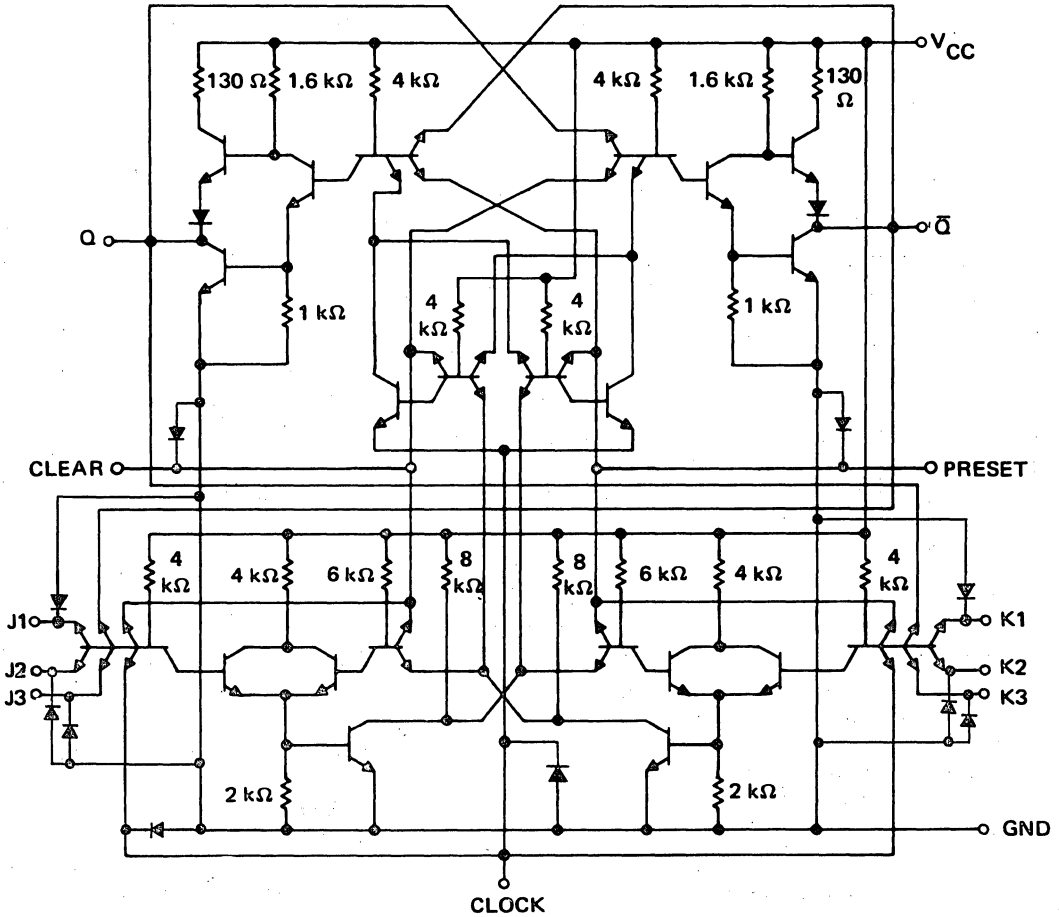 V_CC
130 Ω 1.6 kΩ 4 kΩ 4 kΩ 1.6 kΩ 130 Ω
Q Q̄
1 kΩ 4 kΩ 4 kΩ 1 kΩ
CLEAR PRESET
4 kΩ 4 kΩ 6 kΩ 8 kΩ 8 kΩ 6 kΩ 4 kΩ 4 kΩ
J1 K1
J2 K2
J3 K3
2 kΩ 2 kΩ
GND
CLOCK